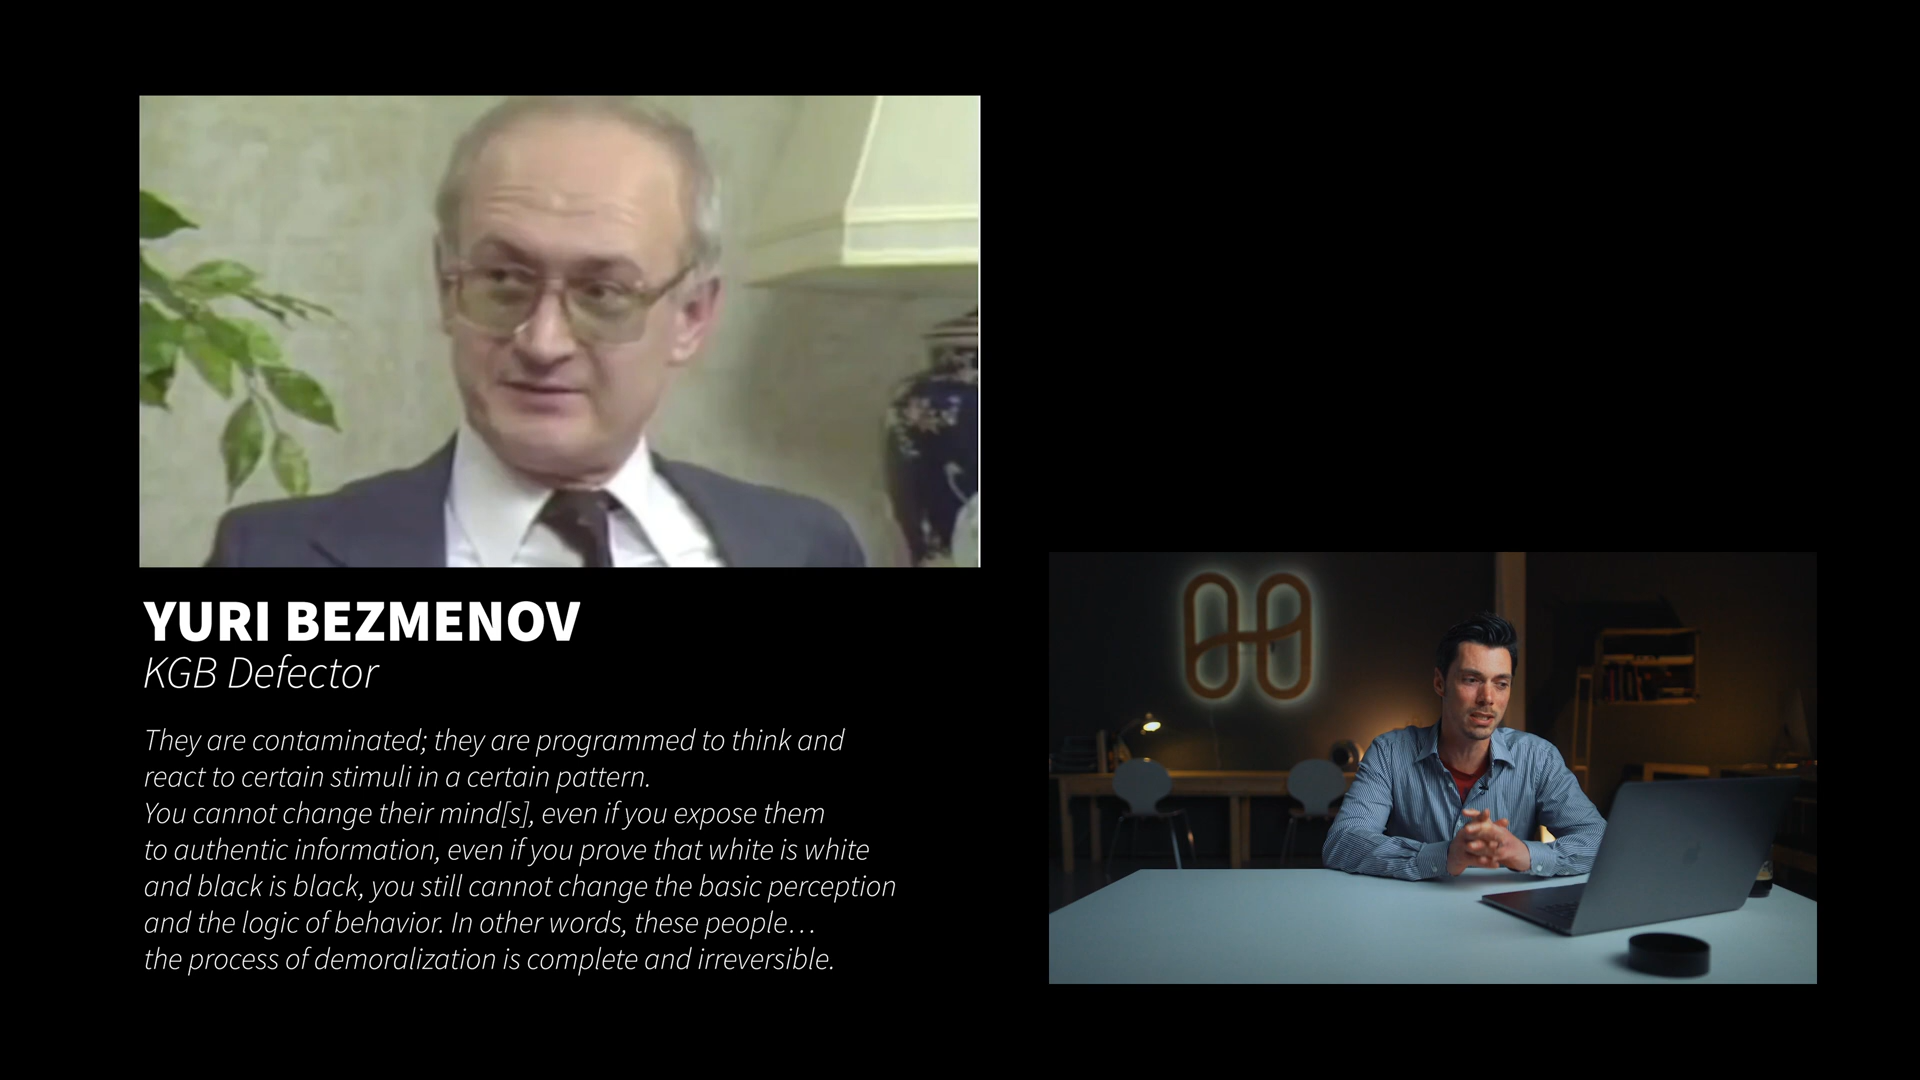 YURI BEZMENOV
KGB Defector
They are contaminated; they are programmed to think and
react to certain stimuli in a certain pattern.
You cannot change their mind[s], even if you expose them
to authentic information, even if you prove that white is white
and black is black, you still cannot change the basic perception
and the logic of behavior. In other words, these people…
the process of demoralization is complete and irreversible.